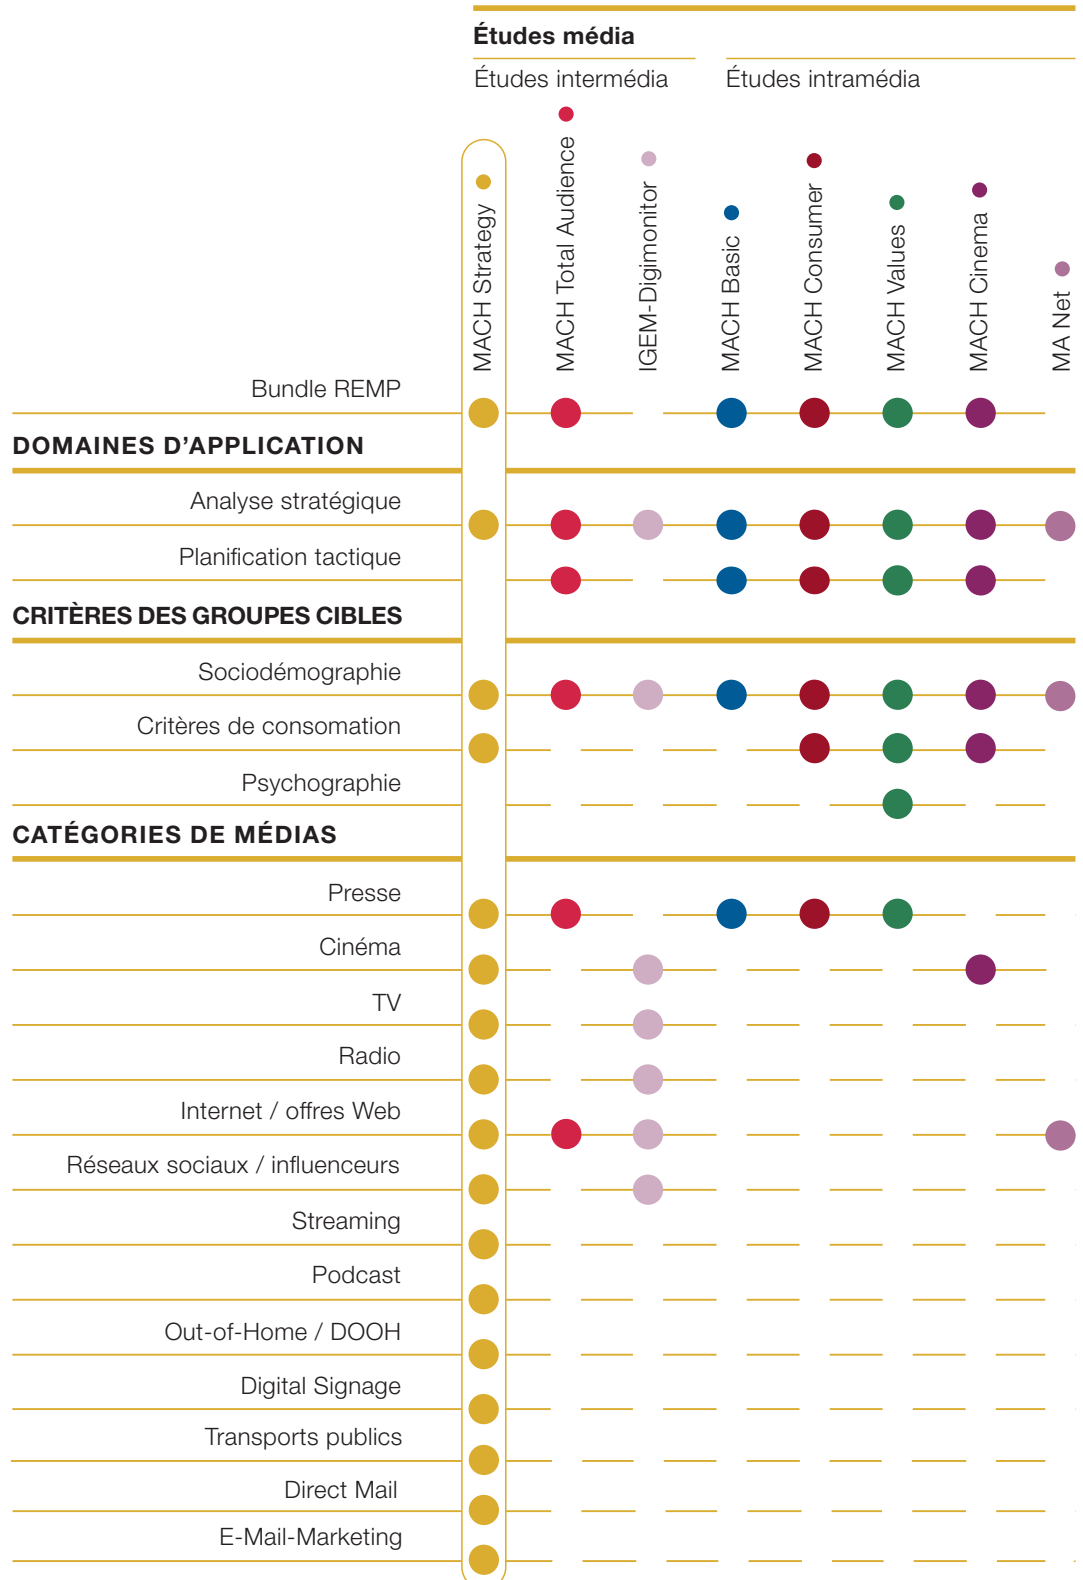 Études média
Études intermédia
Études intramédia
MACH Strategy
MACH Total Audience
IGEM-Digimonitor
MACH Basic
MACH Consumer
MACH Values
MACH Cinema
MA Net
Bundle REMP
DOMAINES D’APPLICATION
Analyse stratégique
Planification tactique
CRITÈRES DES GROUPES CIBLES
Sociodémographie
Critères de consomation
Psychographie
CATÉGORIES DE MÉDIAS
Presse
Cinéma
TV
Radio
Internet / offres Web
Réseaux sociaux / influenceurs
Streaming
Podcast
Out-of-Home / DOOH
Digital Signage
Transports publics
Direct Mail
E-Mail-Marketing